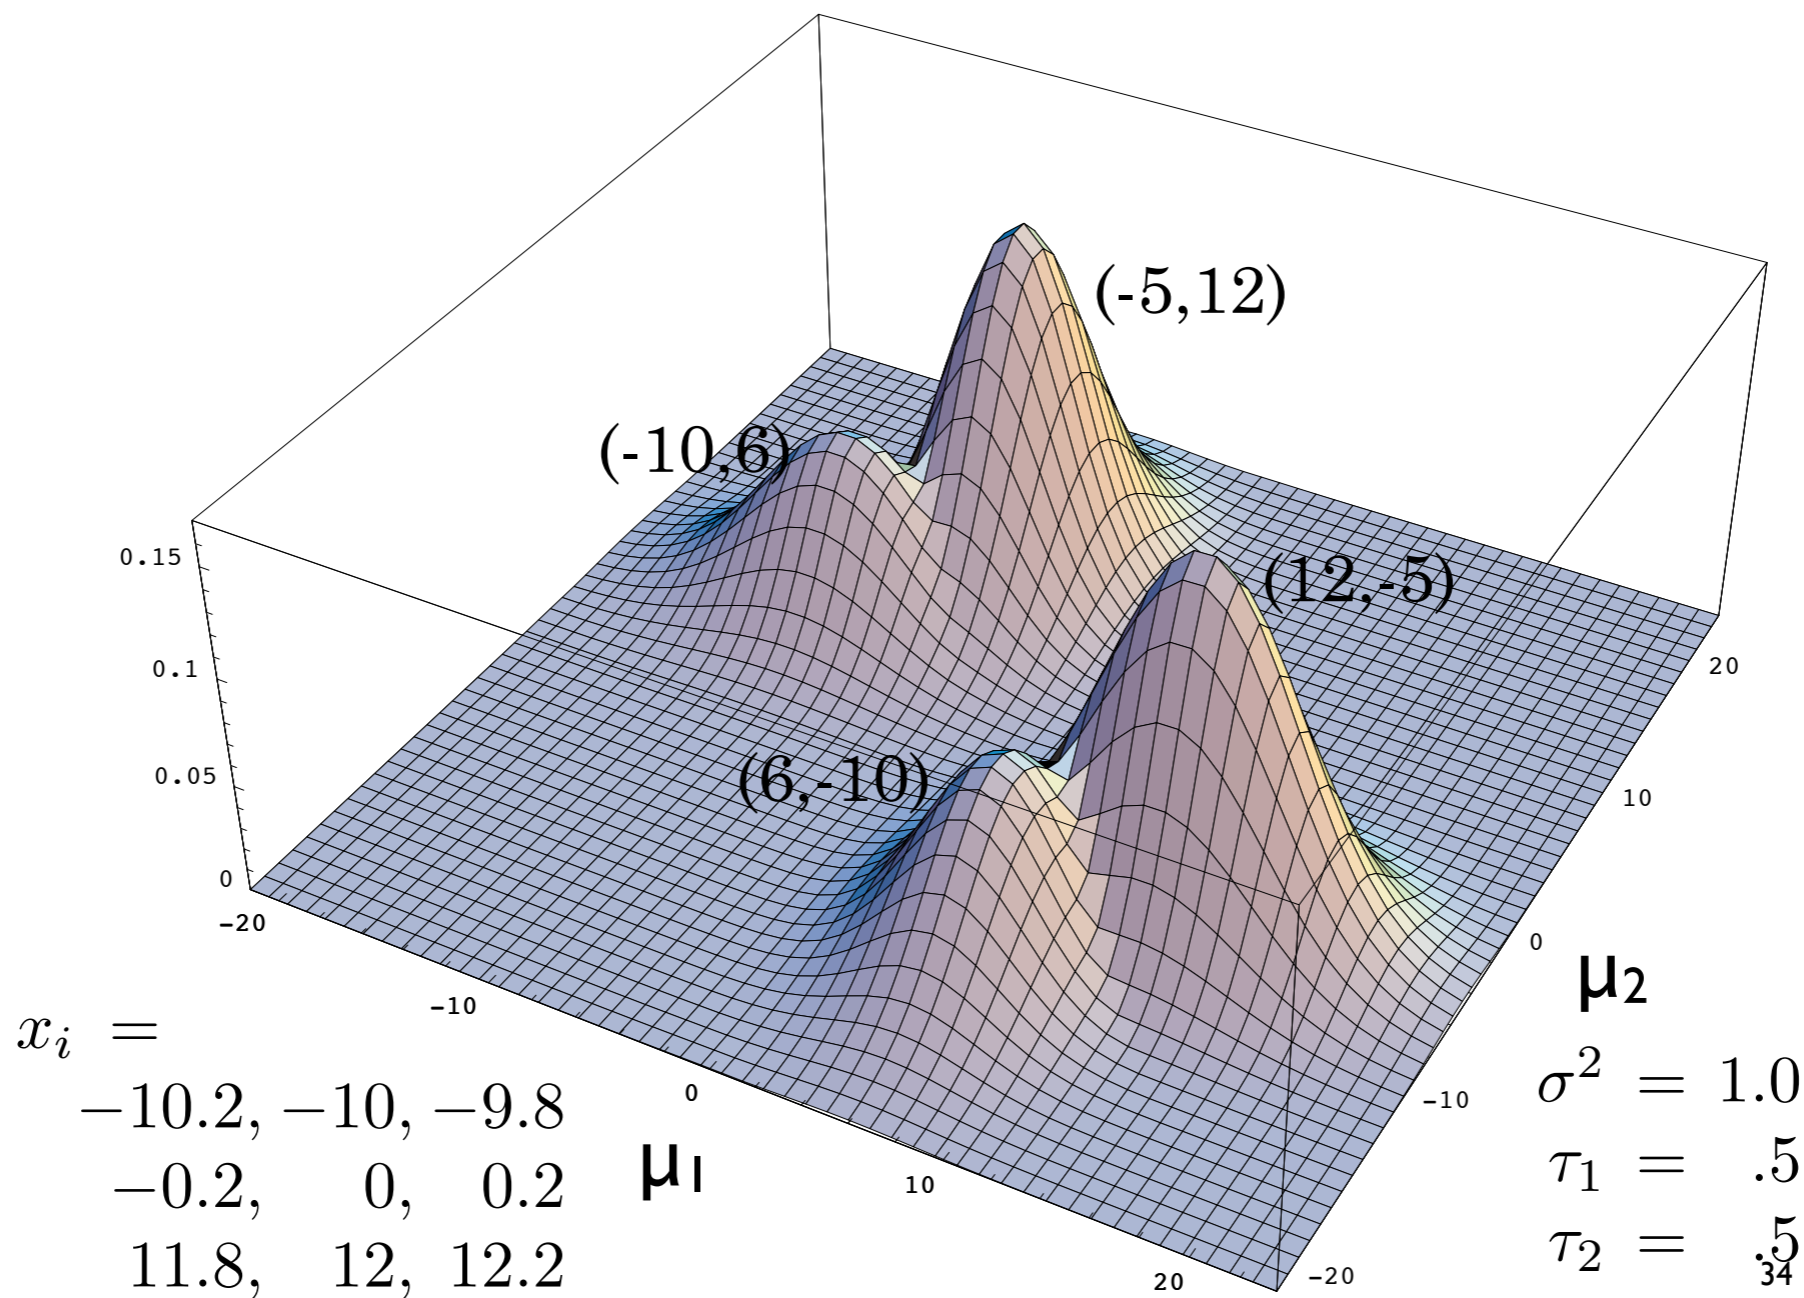 (-5,12)
(-10,6)
(12,-5)
(6,-10)
0.15
0.1
0.05
0
-20
-10
0
10
20
μ1
20
10
0
-10
-20
μ2
xᵢ =
−10.2, −10, −9.8
−0.2, 0, 0.2
11.8, 12, 12.2
σ² = 1.0
τ₁ = .5
τ₂ = .5
34